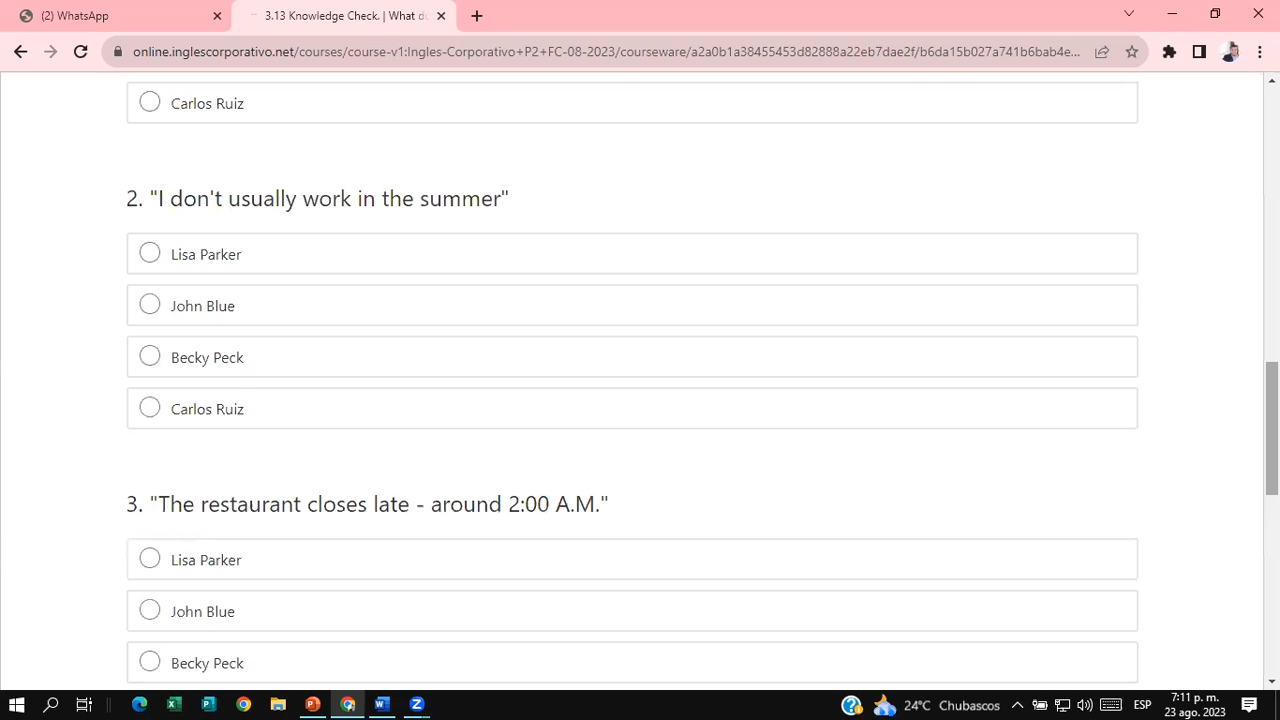 (2) WhatsApp
3.13 Knowledge Check. | What do
online.inglescorporativo.net/courses/course-v1:Ingles-Corporativo+P2+FC-08-2023/courseware/a2a0b1a38455453d82888a22eb7dae2f/b6da15b027a741b6bab4e...
Carlos Ruiz
2. "I don't usually work in the summer"
Lisa Parker
John Blue
Becky Peck
Carlos Ruiz
3. "The restaurant closes late - around 2:00 A.M."
Lisa Parker
John Blue
Becky Peck
24°C Chubascos
ESP
7:11 p. m.
23 ago. 2023